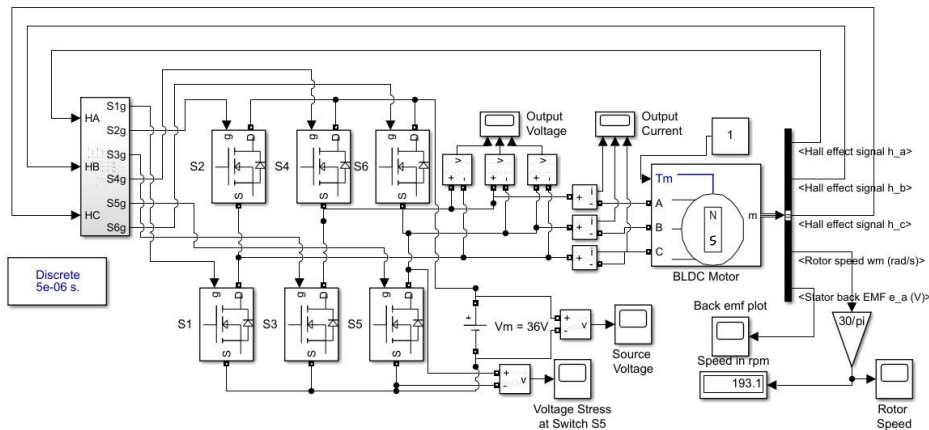 HA
HB
HC
S1g
S2g
S3g
S4g
S5g
S6g
Discrete
5e-06 s.
S2
g
D
S
S4
g
D
S
S6
g
D
S
S1
g
D
S
S3
g
D
S
S5
g
D
S
+
v
-
+
v
-
+
v
-
Output
Voltage
Output
Current
+
i
-
+
i
-
+
i
-
1
Tm
A
B
C
m
N
S
BLDC Motor
<Hall effect signal h_a>
<Hall effect signal h_b>
<Hall effect signal h_c>
<Rotor speed wm (rad/s)>
<Stator back EMF e_a (V)>
Back emf plot
30/pi
Speed in rpm
193.1
Rotor
Speed
+
Vm = 36V
+
v
-
Source
Voltage
+
v
-
Voltage Stress
at Switch S5